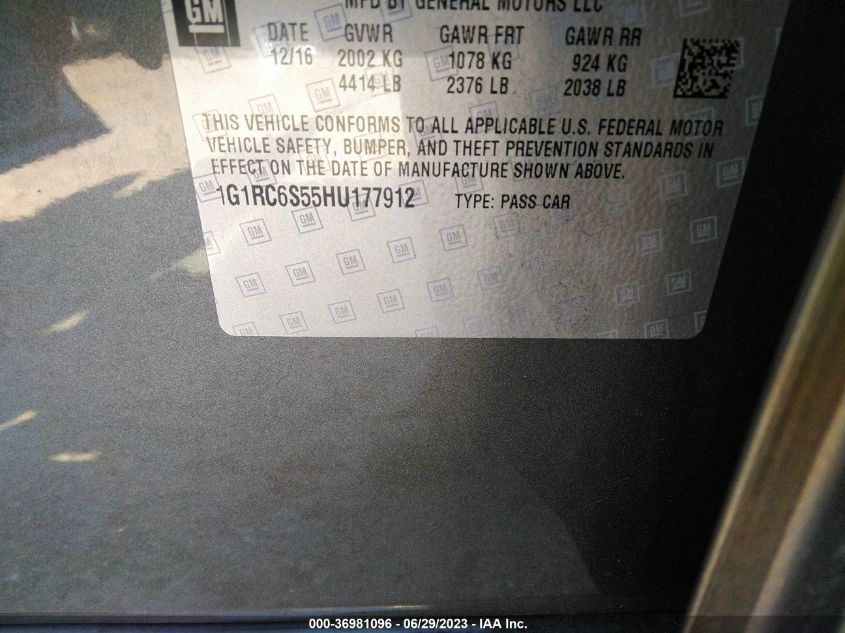 GM
MFD BY GENERAL MOTORS LLC
DATE GVWR GAWR FRT GAWR RR
12/16 2002 KG 1078 KG 924 KG
4414 LB 2376 LB 2038 LB
THIS VEHICLE CONFORMS TO ALL APPLICABLE U.S. FEDERAL MOTOR
VEHICLE SAFETY, BUMPER, AND THEFT PREVENTION STANDARDS IN
EFFECT ON THE DATE OF MANUFACTURE SHOWN ABOVE.
1G1RC6S55HU177912 TYPE: PASS CAR
000-36981096 - 06/29/2023 - IAA Inc.